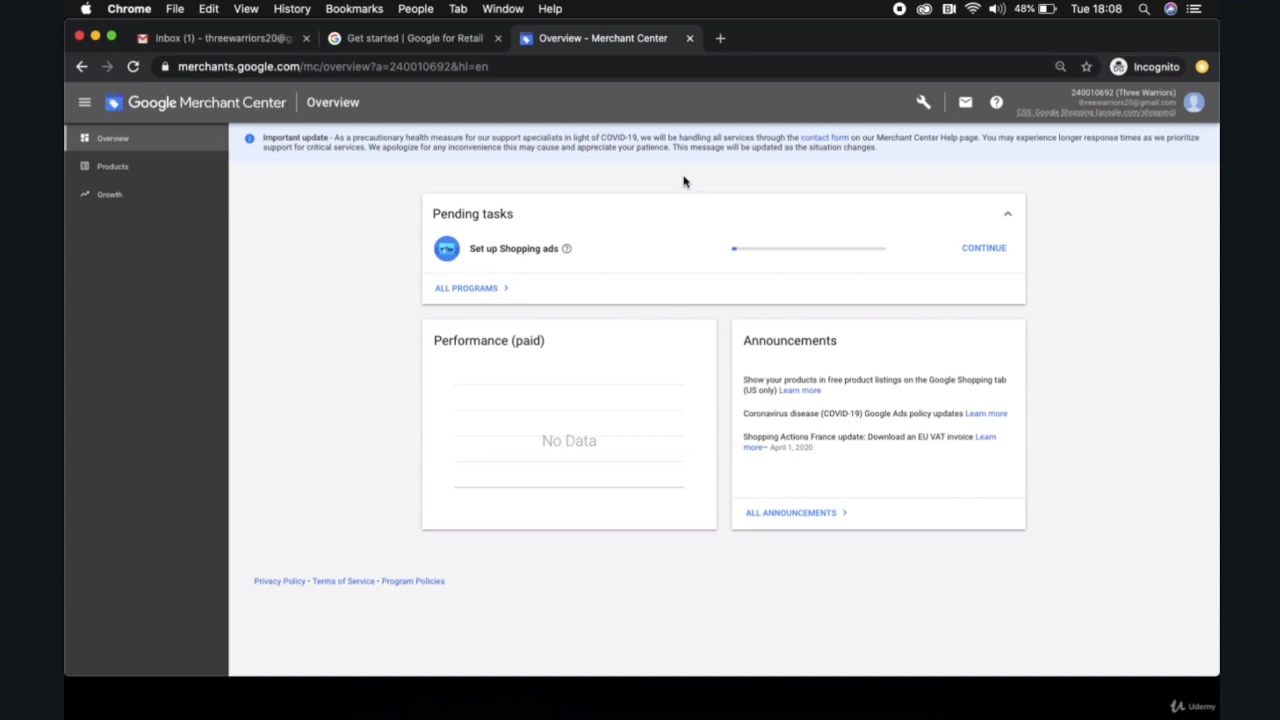 Chrome File Edit View History Bookmarks People Tab Window Help 48% Tue 18:08
Inbox (1) - threewarriors20@g
Get started | Google for Retail
Overview - Merchant Center
merchants.google.com/mc/overview?a=240010692&hl=en
Incognito
Google Merchant Center
Overview
240010692 (Three Warriors)
threewarriors20@gmail.com
CSS: Google Shopping (google.com/shopping)
Overview
Products
Growth
Important update - As a precautionary health measure for our support specialists in light of COVID-19, we will be handling all services through the contact form on our Merchant Center Help page. You may experience longer response times as we prioritize
support for critical services. We apologize for any inconvenience this may cause and appreciate your patience. This message will be updated as the situation changes.
Pending tasks
Set up Shopping ads
CONTINUE
ALL PROGRAMS
Performance (paid)
No Data
Announcements
Show your products in free product listings on the Google Shopping tab
(US only) Learn more
Coronavirus disease (COVID-19) Google Ads policy updates Learn more
Shopping Actions France update: Download an EU VAT invoice Learn
more– April 1, 2020
ALL ANNOUNCEMENTS
Privacy Policy • Terms of Service • Program Policies
Udemy